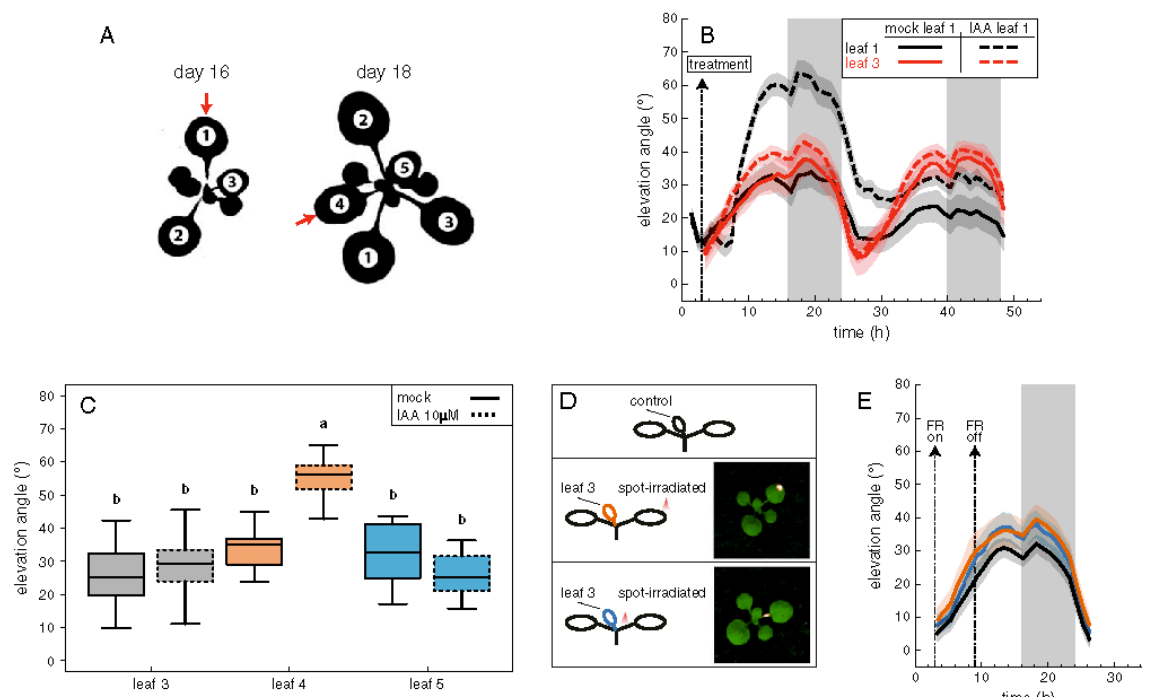 A
day 16
day 18
1
3
2
2
5
4
3
1
B
mock leaf 1 IAA leaf 1
leaf 1
leaf 3
treatment
elevation angle (°)
80
70
60
50
40
30
20
10
0
0 10 20 30 40 50
time (h)
C
mock
IAA 10μM
elevation angle (°)
80
70
60
50
40
30
20
10
0
b b b a b b
leaf 3 leaf 4 leaf 5
D
control
leaf 3 spot-irradiated
leaf 3 spot-irradiated
E
FR on
FR off
elevation angle (°)
80
70
60
50
40
30
20
10
0
0 10 20 30
time (h)